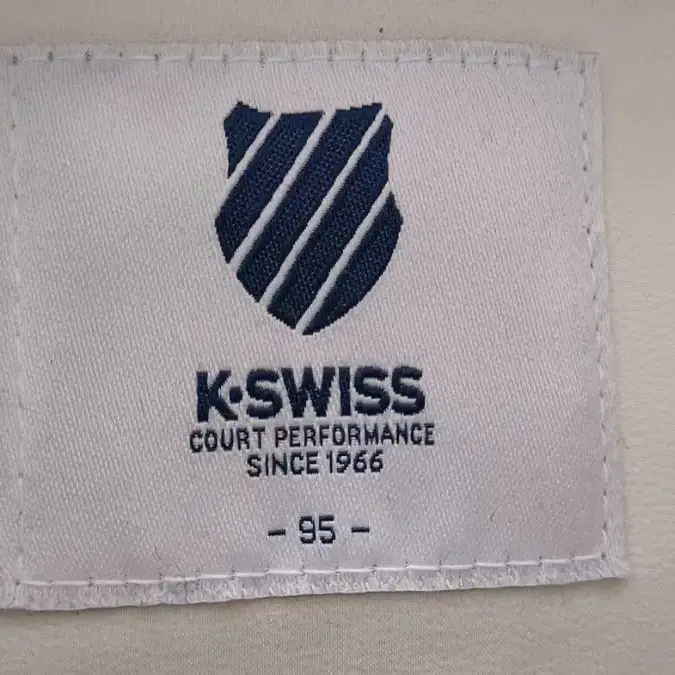 K·SWISS
COURT PERFORMANCE
SINCE 1966
- 95 -